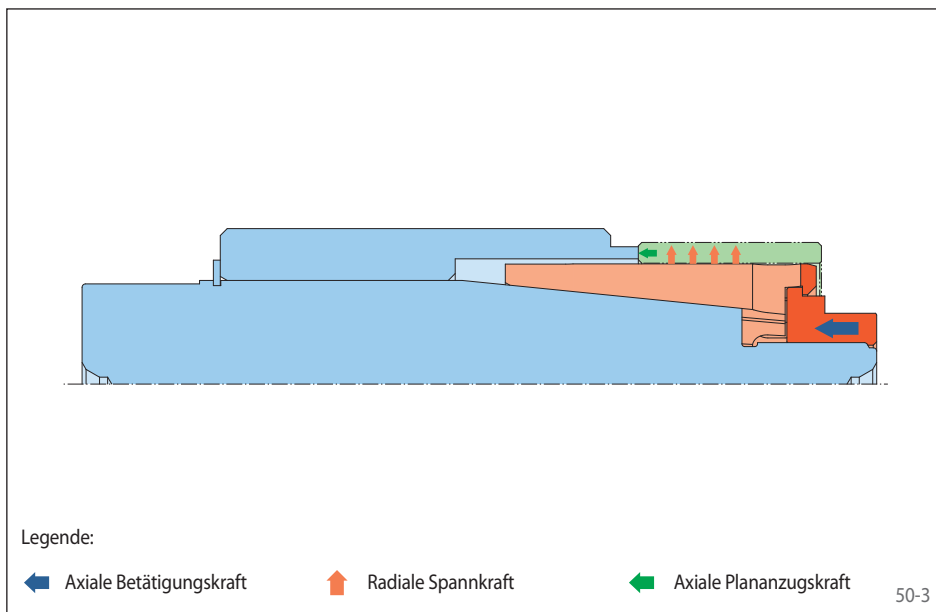 Legende:
Axiale Betätigungskraft
Radiale Spannkraft
Axiale Plananzugskraft
50-3